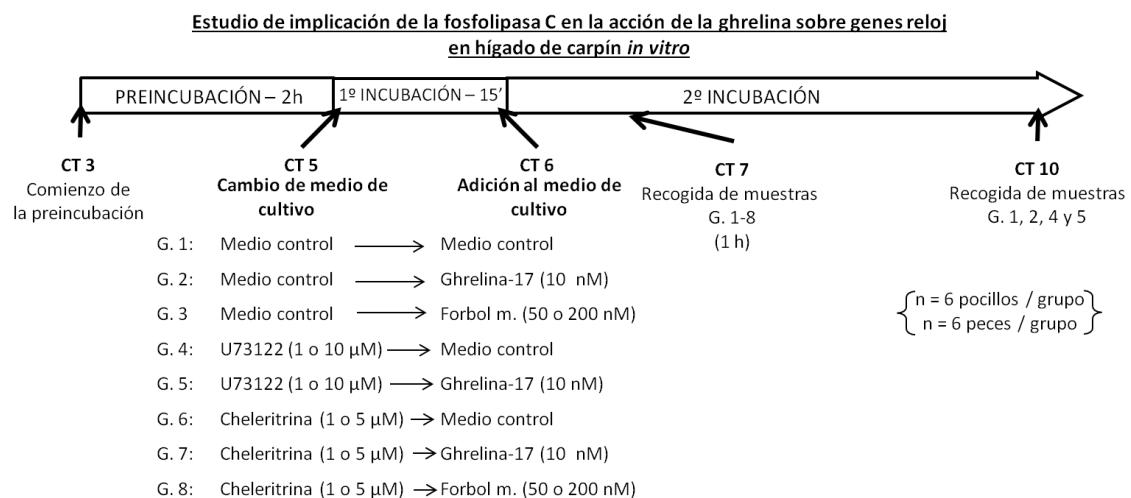 Estudio de implicación de la fosfolipasa C en la acción de la ghrelina sobre genes reloj
en hígado de carpín in vitro
PREINCUBACIÓN – 2h
1º INCUBACIÓN – 15’
2º INCUBACIÓN
CT 3
Comienzo de
la preincubación
CT 5
Cambio de medio de
cultivo
CT 6
Adición al medio de
cultivo
CT 7
Recogida de muestras
G. 1-8
(1 h)
CT 10
Recogida de muestras
G. 1, 2, 4 y 5
G. 1: Medio control Medio control
G. 2: Medio control Ghrelina-17 (10 nM)
G. 3 Medio control Forbol m. (50 o 200 nM)
G. 4: U73122 (1 o 10 µM) Medio control
G. 5: U73122 (1 o 10 µM) Ghrelina-17 (10 nM)
G. 6: Cheleritrina (1 o 5 µM) Medio control
G. 7: Cheleritrina (1 o 5 µM) Ghrelina-17 (10 nM)
G. 8: Cheleritrina (1 o 5 µM) Forbol m. (50 o 200 nM)
n = 6 pocillos / grupo
n = 6 peces / grupo